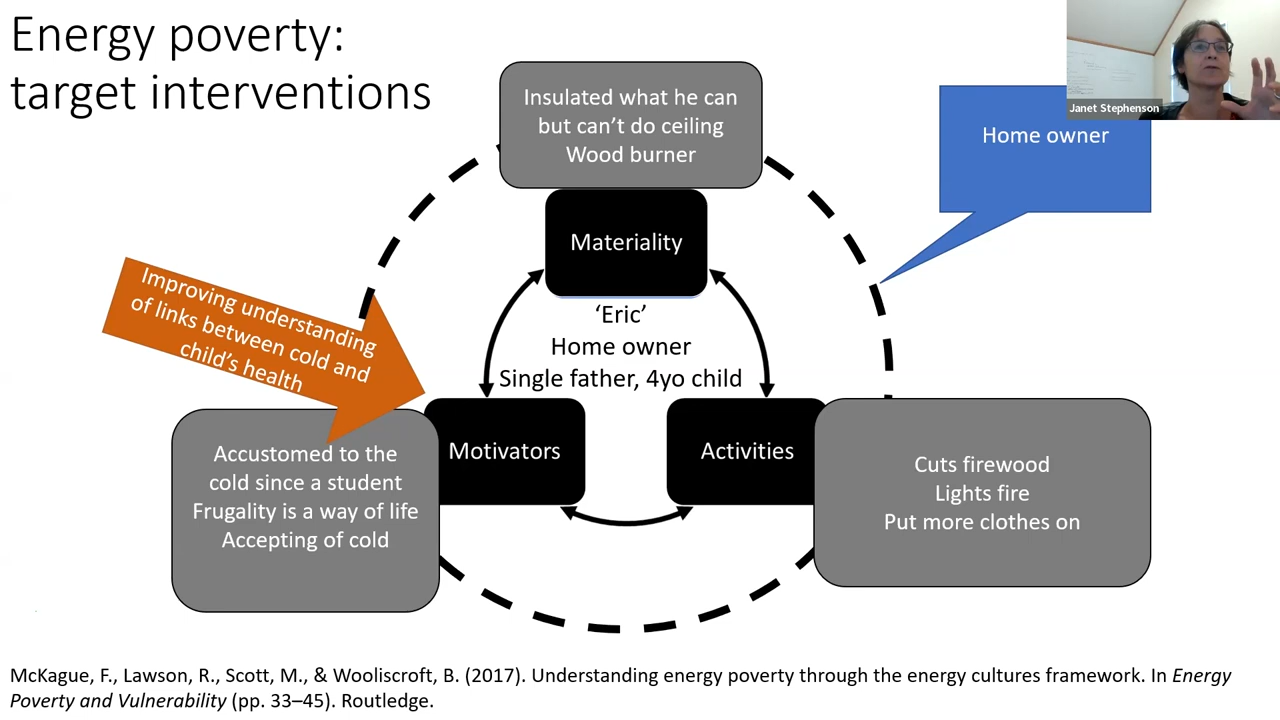 Energy poverty:
target interventions
Janet Stephenson
Insulated what he can
but can't do ceiling
Wood burner
Home owner
Materiality
Improving understanding
of links between cold and
child's health
'Eric'
Home owner
Single father, 4yo child
Motivators
Activities
Accustomed to the
cold since a student
Frugality is a way of life
Accepting of cold
Cuts firewood
Lights fire
Put more clothes on
McKague, F., Lawson, R., Scott, M., & Wooliscroft, B. (2017). Understanding energy poverty through the energy cultures framework. In Energy
Poverty and Vulnerability (pp. 33–45). Routledge.